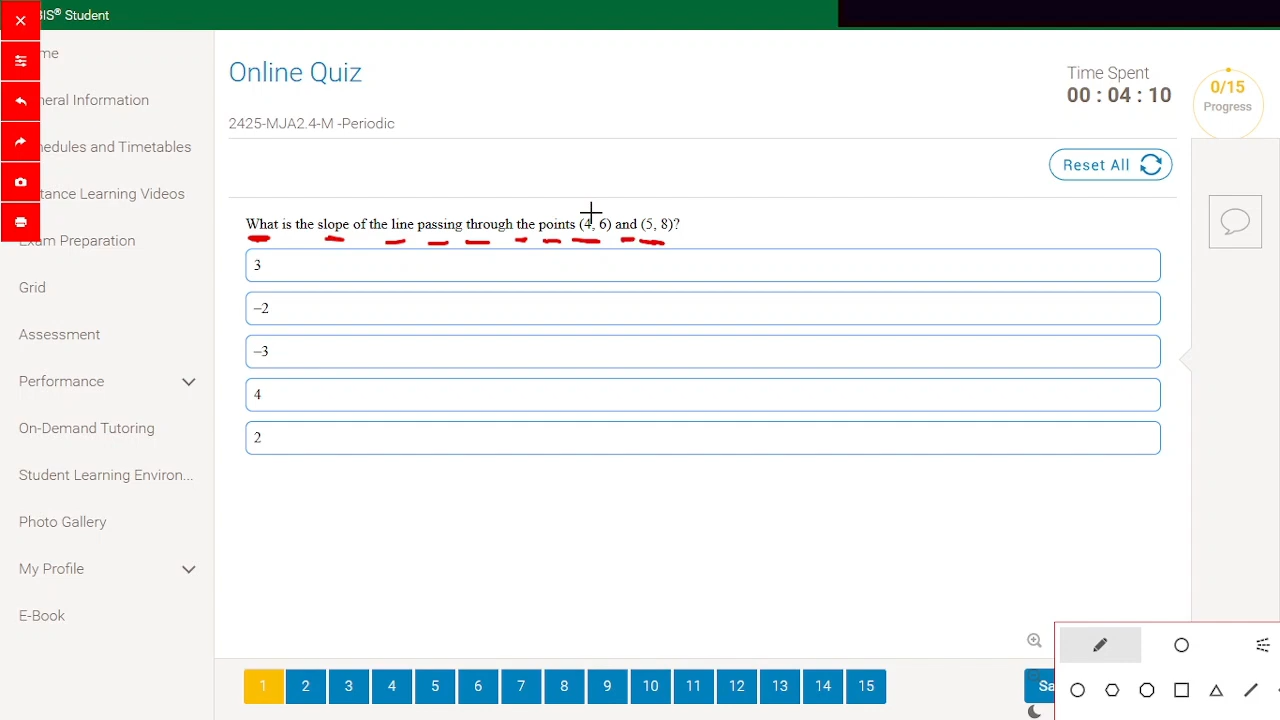 BIS® Student
me
neral Information
hedules and Timetables
tance Learning Videos
Exam Preparation
Grid
Assessment
Performance
On-Demand Tutoring
Student Learning Environ...
Photo Gallery
My Profile
E-Book
Online Quiz
Time Spent
00 : 04 : 10
0/15
Progress
2425-MJA2.4-M -Periodic
Reset All
What is the slope of the line passing through the points (4, 6) and (5, 8)?
3
−2
−3
4
2
1 2 3 4 5 6 7 8 9 10 11 12 13 14 15
Sa